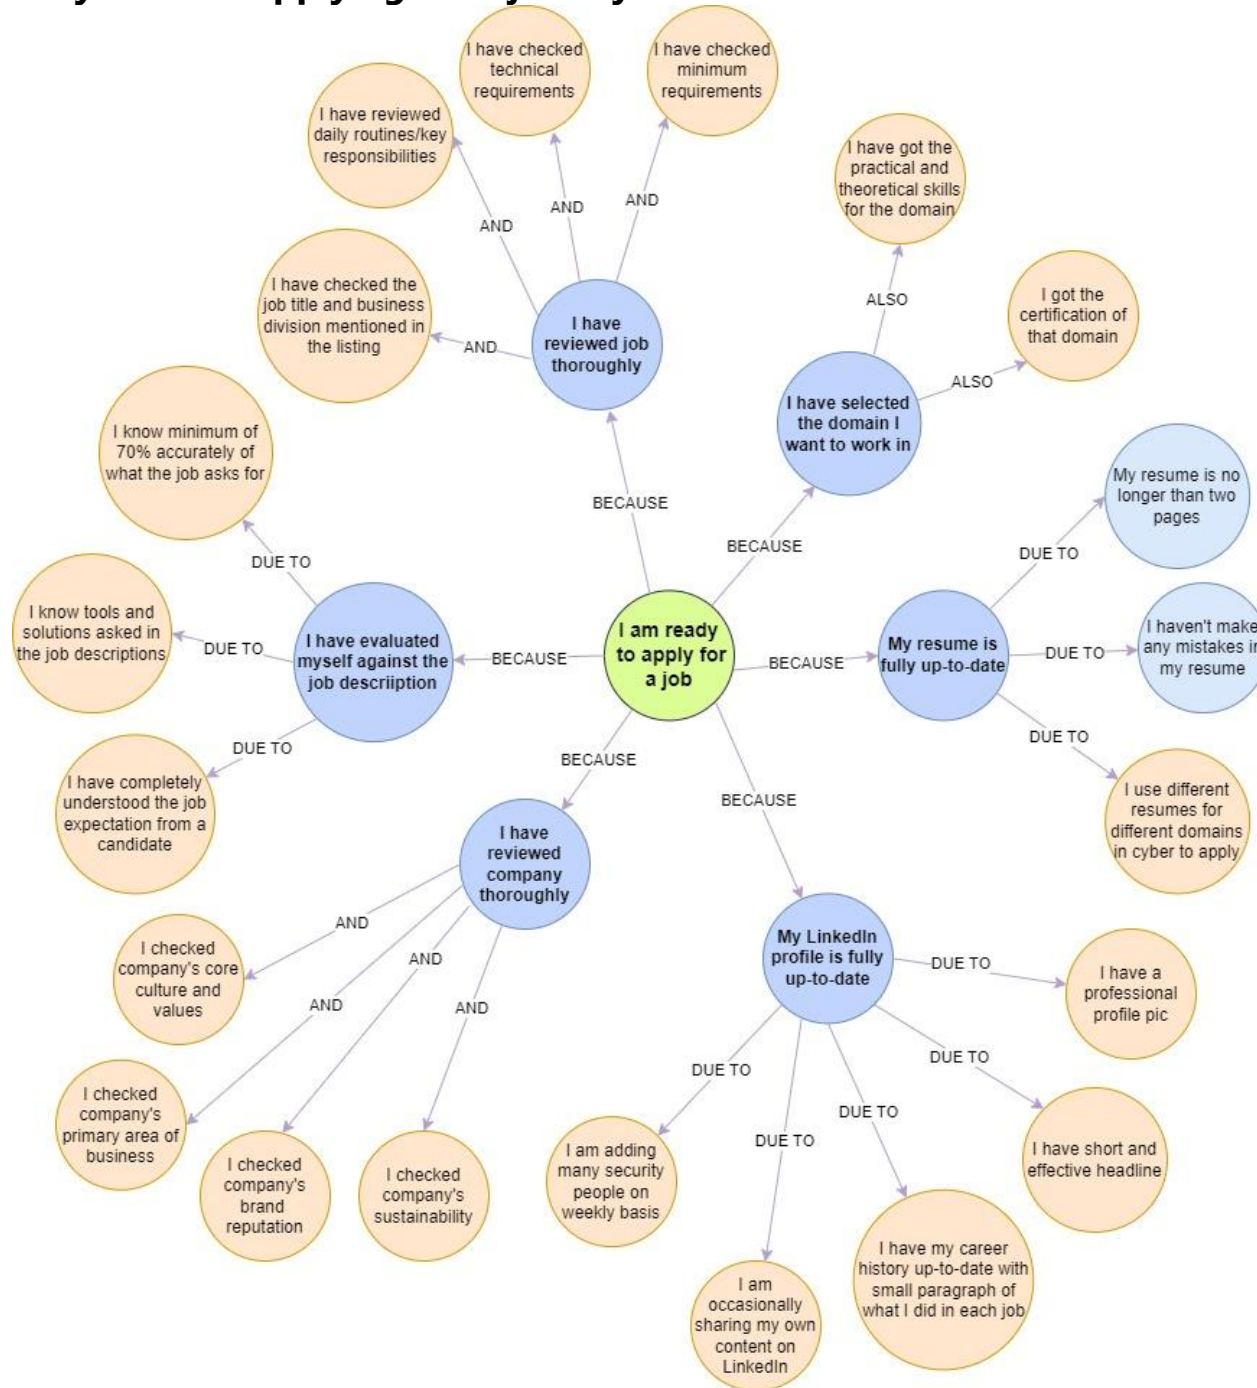 I have checked
technical
requirements
I have checked
minimum
requirements
I have reviewed
daily routines/key
responsibilities
I have got the
practical and
theoretical skills
for the domain
AND
AND
AND
I have checked the
job title and business
division mentioned in
the listing
AND
I have
reviewed job
thoroughly
ALSO
I got the
certification of
that domain
ALSO
I have selected
the domain I
want to work in
I know minimum of
70% accurately of
what the job asks for
My resume is no
longer than two
pages
BECAUSE
BECAUSE
DUE TO
DUE TO
I know tools and
solutions asked in
the job descriptions
DUE TO
I have evaluated
myself against the
job descriiption
BECAUSE
I am ready
to apply for
a job
BECAUSE
My resume is
fully up-to-date
DUE TO
I haven't make
any mistakes in
my resume
DUE TO
DUE TO
I have completely
understood the job
expectation from a
candidate
BECAUSE
BECAUSE
I use different
resumes for
different domains
in cyber to apply
I have
reviewed
company
thoroughly
AND
AND
AND
AND
I checked
company's core
culture and
values
My LinkedIn
profile is fully
up-to-date
DUE TO
I have a
professional
profile pic
DUE TO
DUE TO
DUE TO
DUE TO
I checked
company's
primary area of
business
I checked
company's
brand
reputation
I checked
company's
sustainability
I am adding
many security
people on
weekly basis
I have short and
effective headline
I have my career
history up-to-date with
small paragraph of
what I did in each job
I am
occasionally
sharing my own
content on
LinkedIn